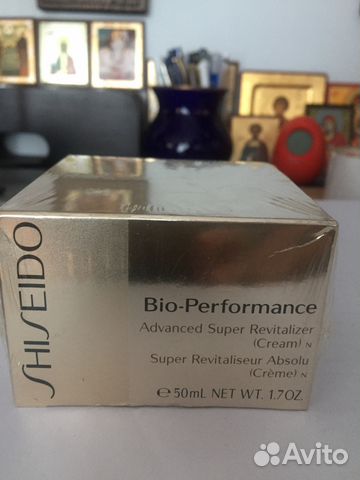 SHISEIDO
Bio-Performance
Advanced Super Revitalizer
(Cream) N
Super Revitaliseur Absolu
(Crème) N
℮ 50mL NET WT. 1.7OZ.
Avito